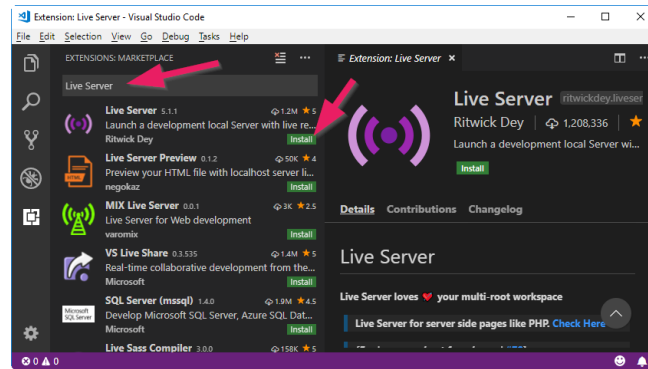 Extension: Live Server - Visual Studio Code
File Edit Selection View Go Debug Tasks Help
EXTENSIONS: MARKETPLACE
Live Server
Live Server 5.1.1 1.2M ★ 5
Launch a development local Server with live re...
Ritwick Dey Install
Live Server Preview 0.1.2 50K ★ 4
Preview your HTML file with localhost server li...
negokaz Install
MIX Live Server 0.0.1 3K ★ 2.5
Live Server for Web development
varomix Install
VS Live Share 0.3.535 1.4M ★ 5
Real-time collaborative development from the...
Microsoft Install
SQL Server (mssql) 1.4.0 1.9M ★ 4.5
Microsoft
SQL Server
Develop Microsoft SQL Server, Azure SQL Dat...
Microsoft Install
Live Sass Compiler 3.0.0 158K ★ 5
Extension: Live Server
Live Server ritwickdey.liveser
Ritwick Dey | 1,208,336 | ★
Launch a development local Server wi...
Install
Details Contributions Changelog
Live Server
Live Server loves ❤ your multi-root workspace
Live Server for server side pages like PHP. Check Here
0 0